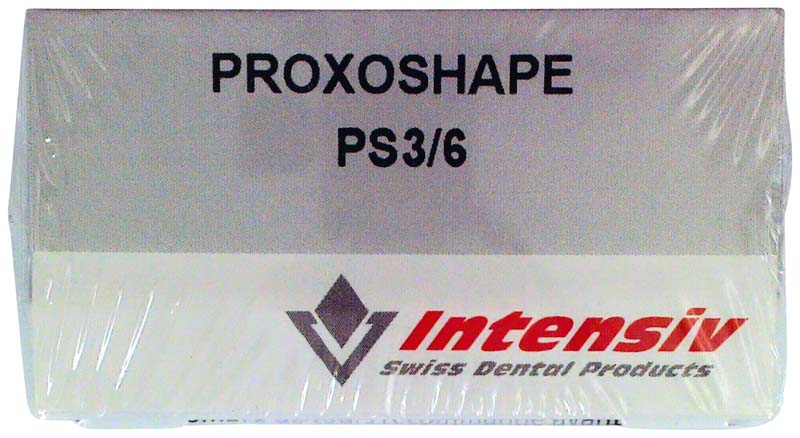 PROXOSHAPE
PS3/6
Intensiv
Swiss Dental Products